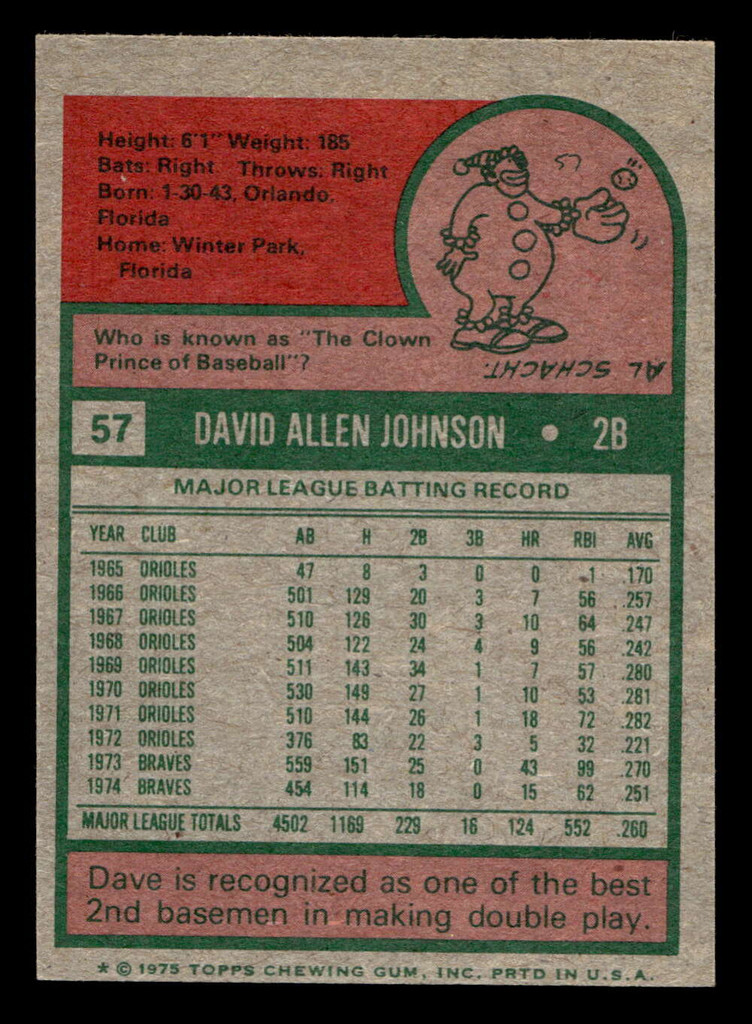 Height: 6'1" Weight: 185
Bats: Right Throws: Right
Born: 1-30-43, Orlando,
Florida
Home: Winter Park,
Florida
Who is known as "The Clown
Prince of Baseball"?
AL SCHACHT.
57 DAVID ALLEN JOHNSON • 2B
MAJOR LEAGUE BATTING RECORD
YEAR CLUB AB H 2B 3B HR RBI AVG
1965 ORIOLES 47 8 3 0 0 .1 .170
1966 ORIOLES 501 129 20 3 7 56 .257
1967 ORIOLES 510 126 30 3 10 64 .247
1968 ORIOLES 504 122 24 4 9 56 .242
1969 ORIOLES 511 143 34 1 7 57 .280
1970 ORIOLES 530 149 27 1 10 53 .281
1971 ORIOLES 510 144 26 1 18 72 .282
1972 ORIOLES 376 83 22 3 5 32 .221
1973 BRAVES 559 151 25 0 43 99 .270
1974 BRAVES 454 114 18 0 15 62 .251
MAJOR LEAGUE TOTALS 4502 1169 229 16 124 552 .260
Dave is recognized as one of the best
2nd basemen in making double play.
* © 1975 TOPPS CHEWING GUM, INC. PRTD IN U.S.A.